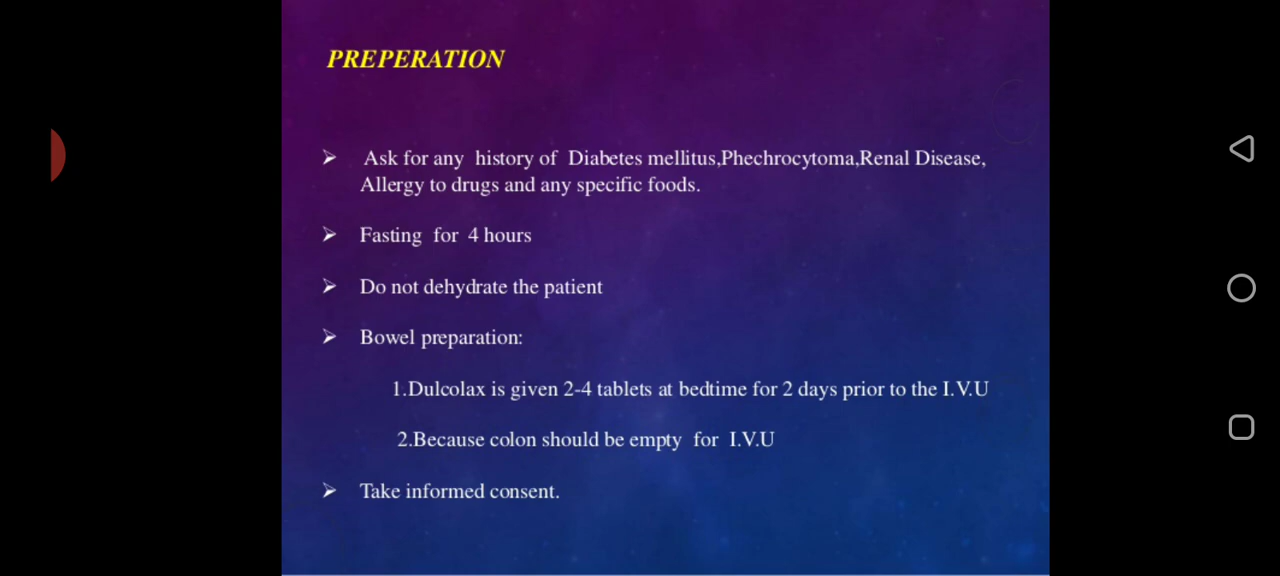 PREPERATION
➢ Ask for any history of Diabetes mellitus,Phechrocytoma,Renal Disease,
Allergy to drugs and any specific foods.
➢ Fasting for 4 hours
➢ Do not dehydrate the patient
➢ Bowel preparation:
1.Dulcolax is given 2-4 tablets at bedtime for 2 days prior to the I.V.U
2.Because colon should be empty for I.V.U
➢ Take informed consent.